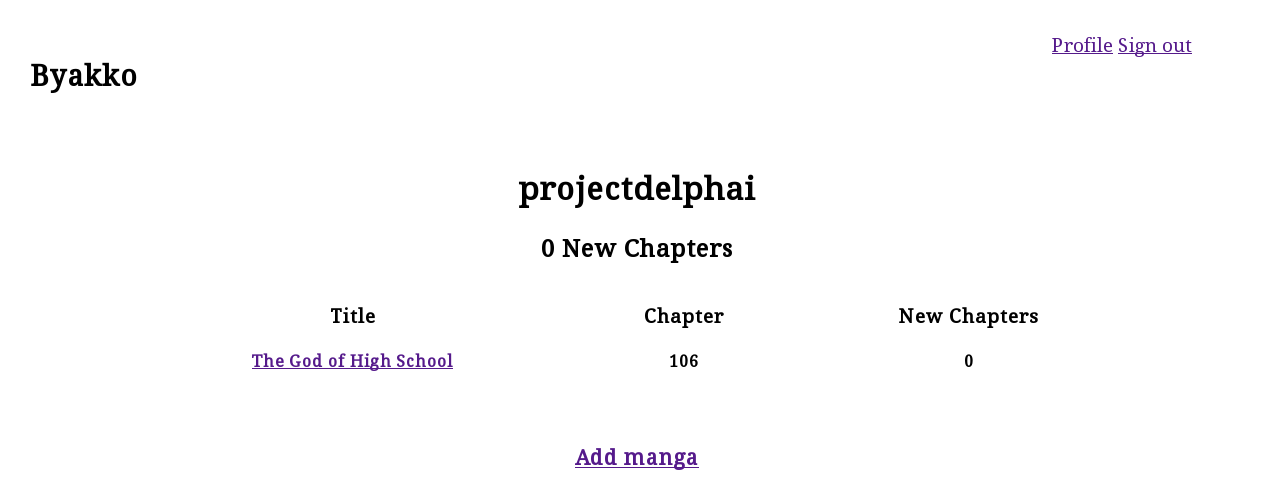 Profile Sign out
Byakko
projectdelphai
0 New Chapters
Title Chapter New Chapters
The God of High School 106 0
Add manga